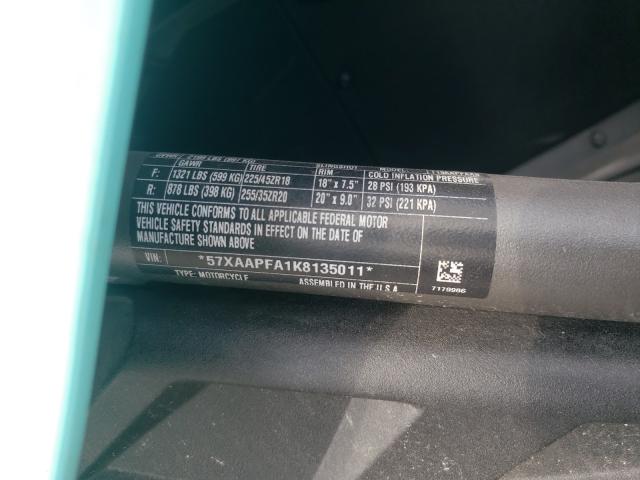 GAWR TIRE RIM COLD INFLATION PRESSURE
F: 1321 LBS (599 KG) 225/45ZR18 18" x 7.5" 28 PSI (193 KPA)
R: 878 LBS (398 KG) 255/35ZR20 20" x 9.0" 32 PSI (221 KPA)
THIS VEHICLE CONFORMS TO ALL APPLICABLE FEDERAL MOTOR
VEHICLE SAFETY STANDARDS IN EFFECT ON THE DATE OF
MANUFACTURE SHOWN ABOVE
VIN: *57XAAPFA1K8135011*
TYPE: MOTORCYCLE ASSEMBLED IN THE U.S.A
7179986